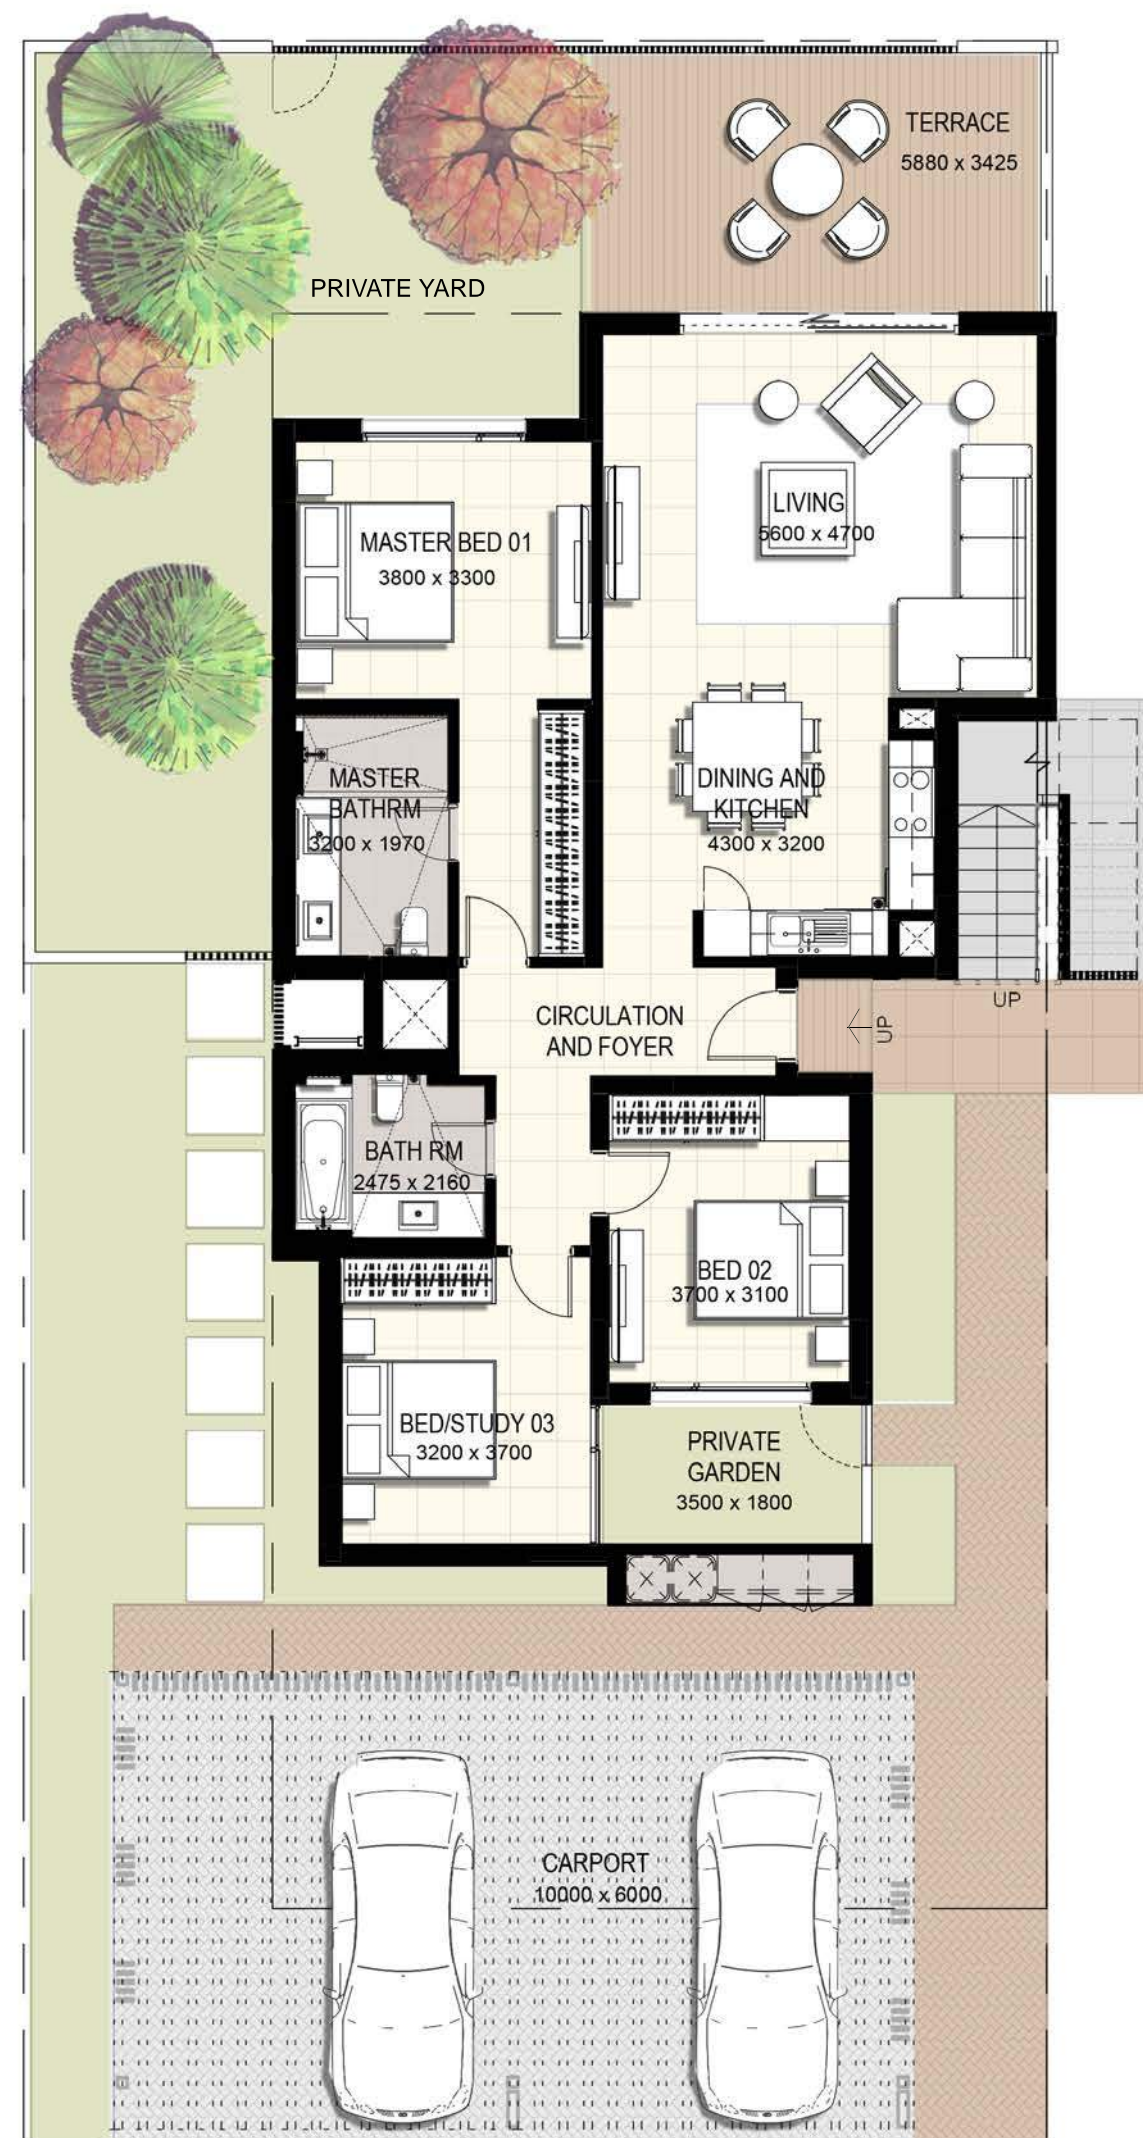 TERRACE
5880 x 3425
PRIVATE YARD
LIVING
5600 x 4700
MASTER BED 01
3800 x 3300
MASTER
BATHRM
3200 x 1970
DINING AND
KITCHEN
4300 x 3200
UP
CIRCULATION
AND FOYER
UP
BATH RM
2475 x 2160
BED 02
3700 x 3100
BED/STUDY 03
3200 x 3700
PRIVATE
GARDEN
3500 x 1800
CARPORT
10000 x 6000